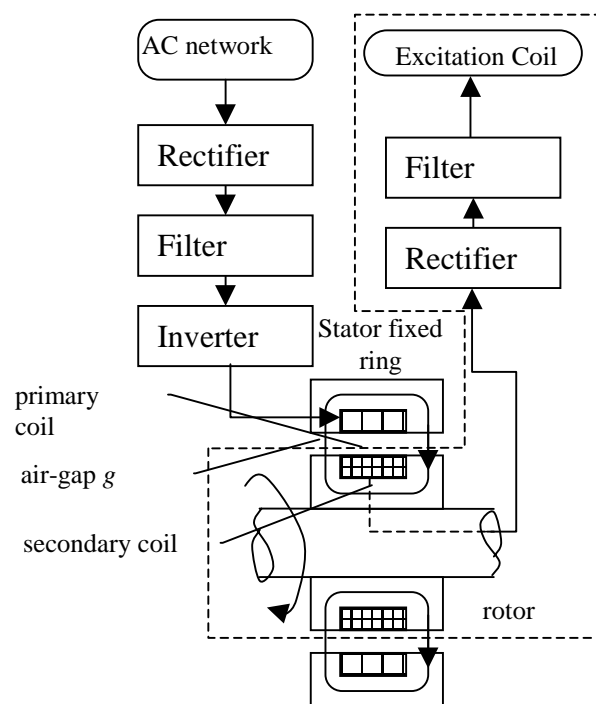 AC network
Rectifier
Filter
Inverter
Excitation Coil
Filter
Rectifier
Stator fixed
ring
primary
coil
air-gap g
secondary coil
rotor